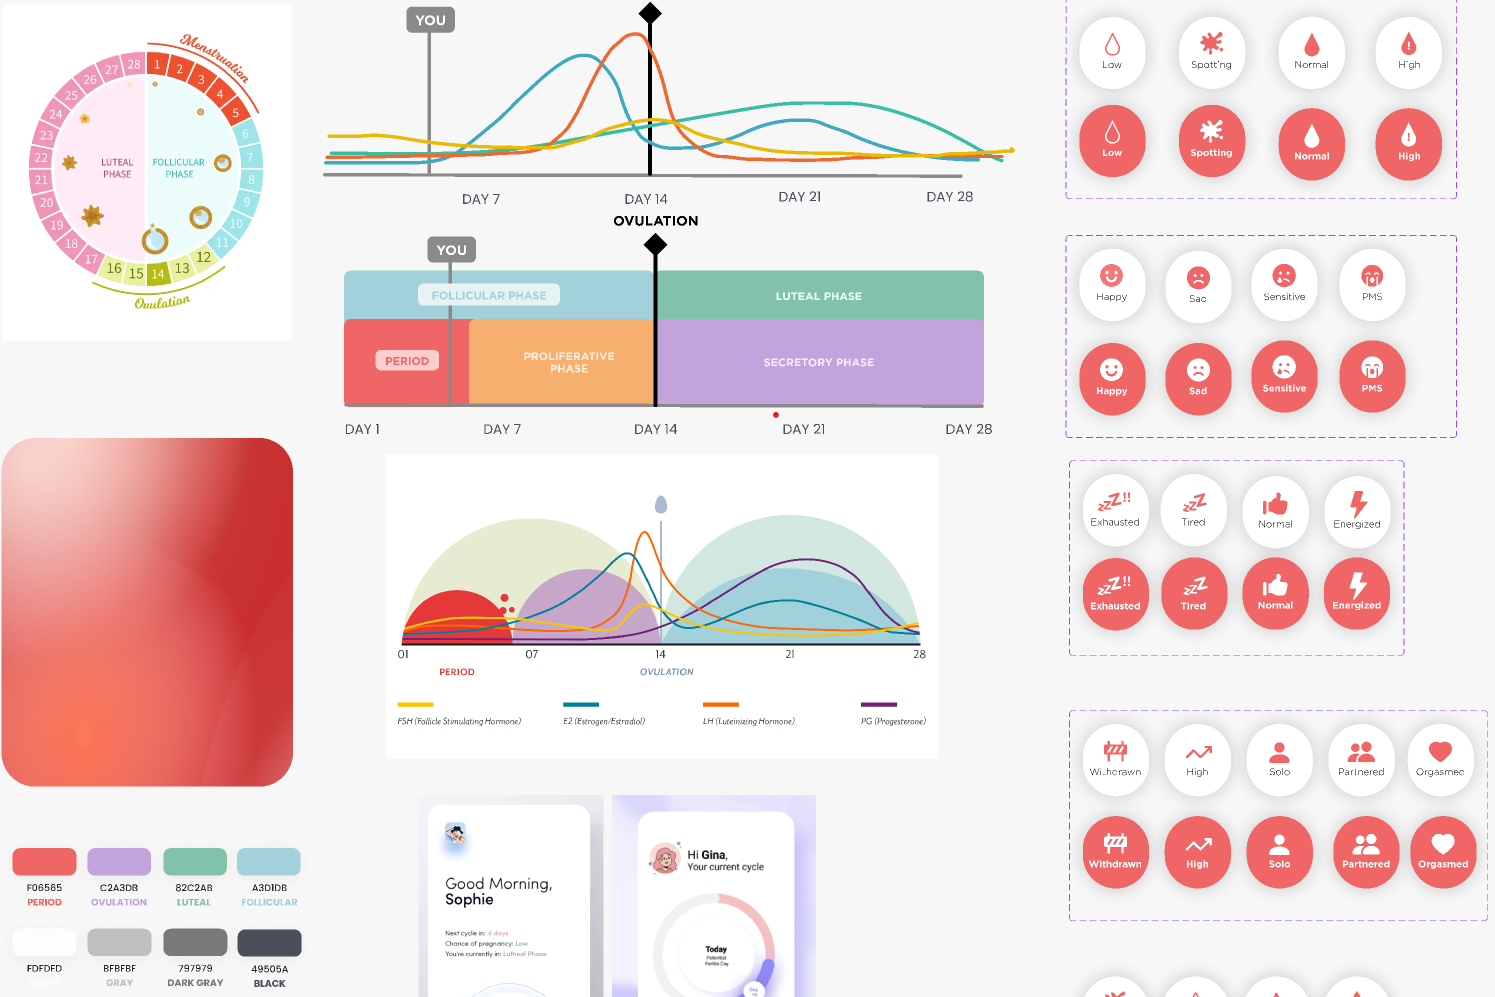 Menstruation
28 1 2 3 4 5 6 7 8 9 10 11 12 13 14 15 16 17 18 19 20 21 22 23 24 25 26 27
LUTEAL
PHASE
FOLLICULAR
PHASE
Ovulation
YOU
DAY 7
DAY 14
DAY 21
DAY 28
OVULATION
YOU
FOLLICULAR PHASE
LUTEAL PHASE
PERIOD
PROLIFERATIVE
PHASE
SECRETORY PHASE
DAY 1
DAY 7
DAY 14
DAY 21
DAY 28
01
07
14
21
28
PERIOD
OVULATION
FSH (Follicle Stimulating Hormone)
E2 (Estrogen/Estradiol)
LH (Luteinizing Hormone)
PG (Progesterone)
F06565
PERIOD
C2A3DB
OVULATION
82C2AB
LUTEAL
A3D1DB
FOLLICULAR
FDFDFD
BFBFBF
GRAY
797979
DARK GRAY
49505A
BLACK
Good Morning,
Sophie
Next cycle in: 4 days
Chance of pregnancy: Low
You're currently in: Lutheal Phase
Hi Gina,
Your current cycle
Today
Potential
Fertile Day
Day
Low
Spotting
Normal
High
Low
Spotting
Normal
High
Happy
Sad
Sensitive
PMS
Happy
Sad
Sensitive
PMS
Exhausted
Tired
Normal
Energized
Exhausted
Tired
Normal
Energized
Withdrawn
High
Solo
Partnered
Orgasmed
Withdrawn
High
Solo
Partnered
Orgasmed